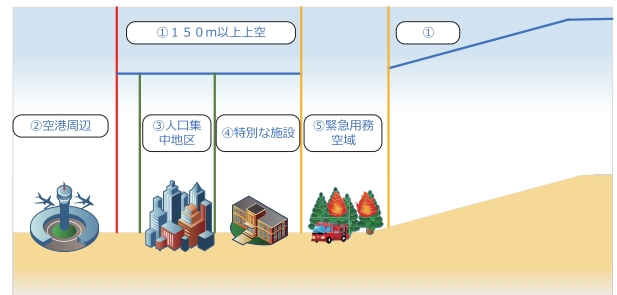 ①１５０ｍ以上上空
①
②空港周辺
③人口集
中地区
④特別な施設
⑤緊急用務
空域